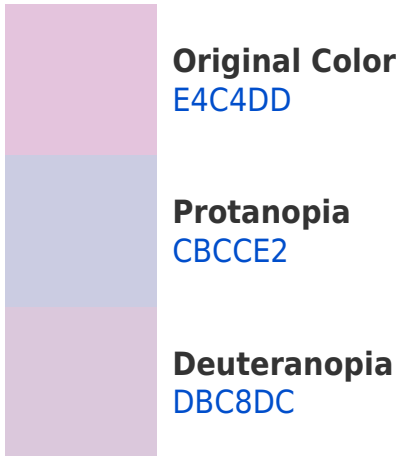 Original Color
E4C4DD
Protanopia
CBCCE2
Deuteranopia
DBC8DC